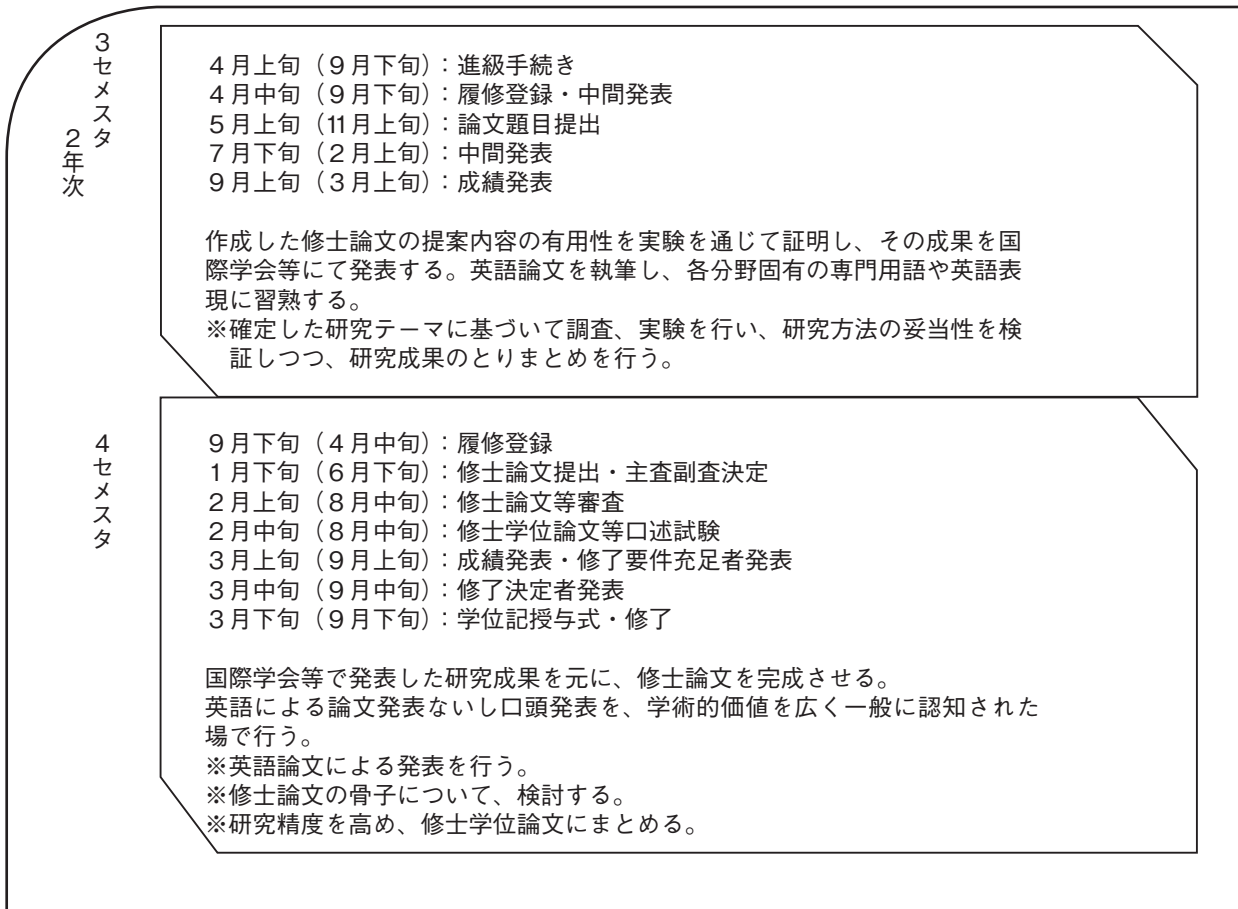 2年次
3セメスタ
4月上旬（9月下旬）：進級手続き
4月中旬（9月下旬）：履修登録・中間発表
5月上旬（11月上旬）：論文題目提出
7月下旬（2月上旬）：中間発表
9月上旬（3月上旬）：成績発表
作成した修士論文の提案内容の有用性を実験を通じて証明し、その成果を国
際学会等にて発表する。英語論文を執筆し、各分野固有の専門用語や英語表
現に習熟する。
※確定した研究テーマに基づいて調査、実験を行い、研究方法の妥当性を検
証しつつ、研究成果のとりまとめを行う。
4セメスタ
9月下旬（4月中旬）：履修登録
1月下旬（6月下旬）：修士論文提出・主査副査決定
2月上旬（8月中旬）：修士論文等審査
2月中旬（8月中旬）：修士学位論文等口述試験
3月上旬（9月上旬）：成績発表・修了要件充足者発表
3月中旬（9月中旬）：修了決定者発表
3月下旬（9月下旬）：学位記授与式・修了
国際学会等で発表した研究成果を元に、修士論文を完成させる。
英語による論文発表ないし口頭発表を、学術的価値を広く一般に認知された
場で行う。
※英語論文による発表を行う。
※修士論文の骨子について、検討する。
※研究精度を高め、修士学位論文にまとめる。